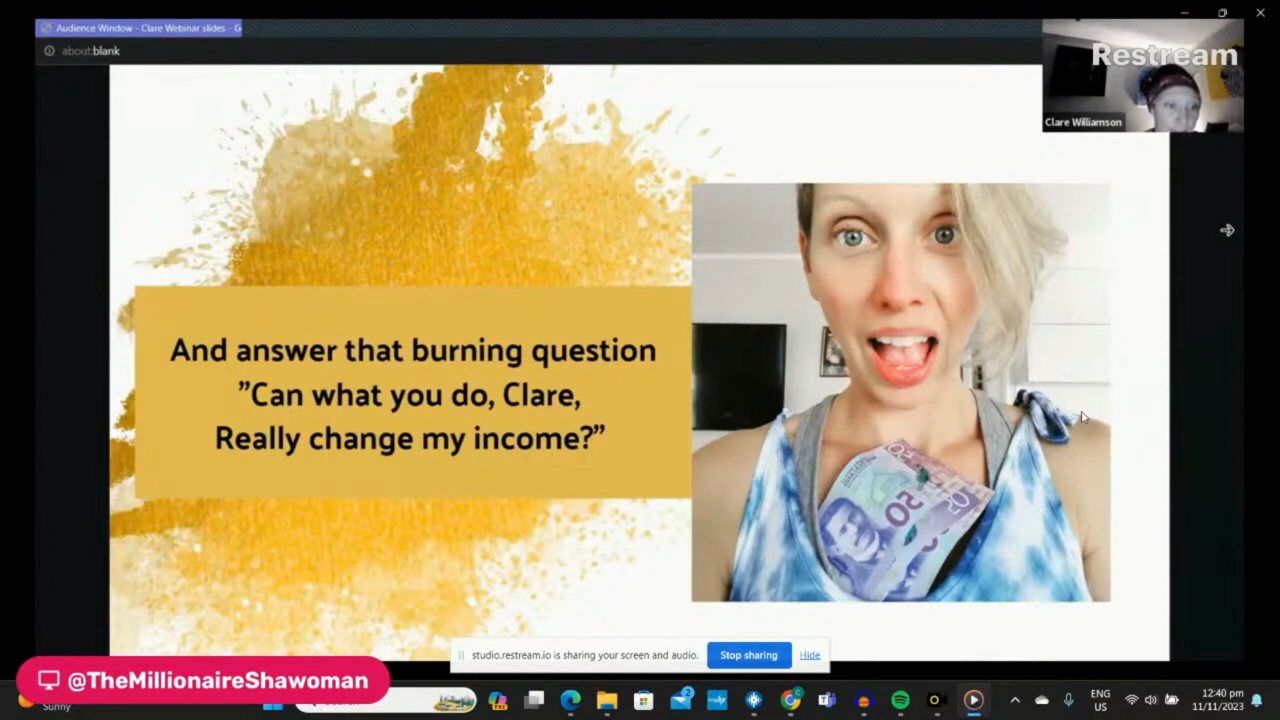 Audience Window - Clare Webinar slides - G
about:blank
Restream
Clare Williamson
And answer that burning question
”Can what you do, Clare,
Really change my income?”
50
studio.restream.io is sharing your screen and audio.
Stop sharing
Hide
@TheMillionaireShawoman
Sunny
2
ENG
US
12:40 pm
11/11/2023